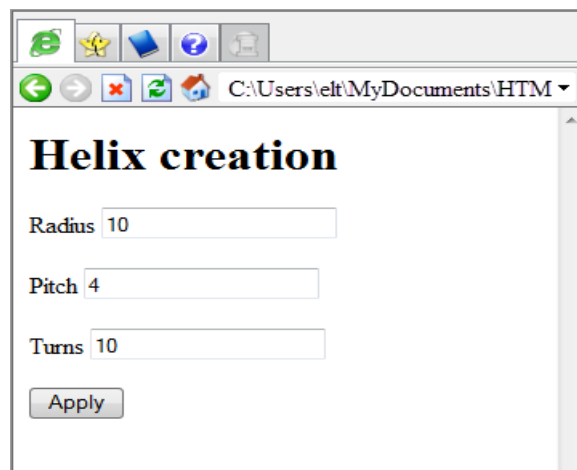 C:\Users\elt\MyDocuments\HTM
Helix creation
Radius 10
Pitch 4
Turns 10
Apply